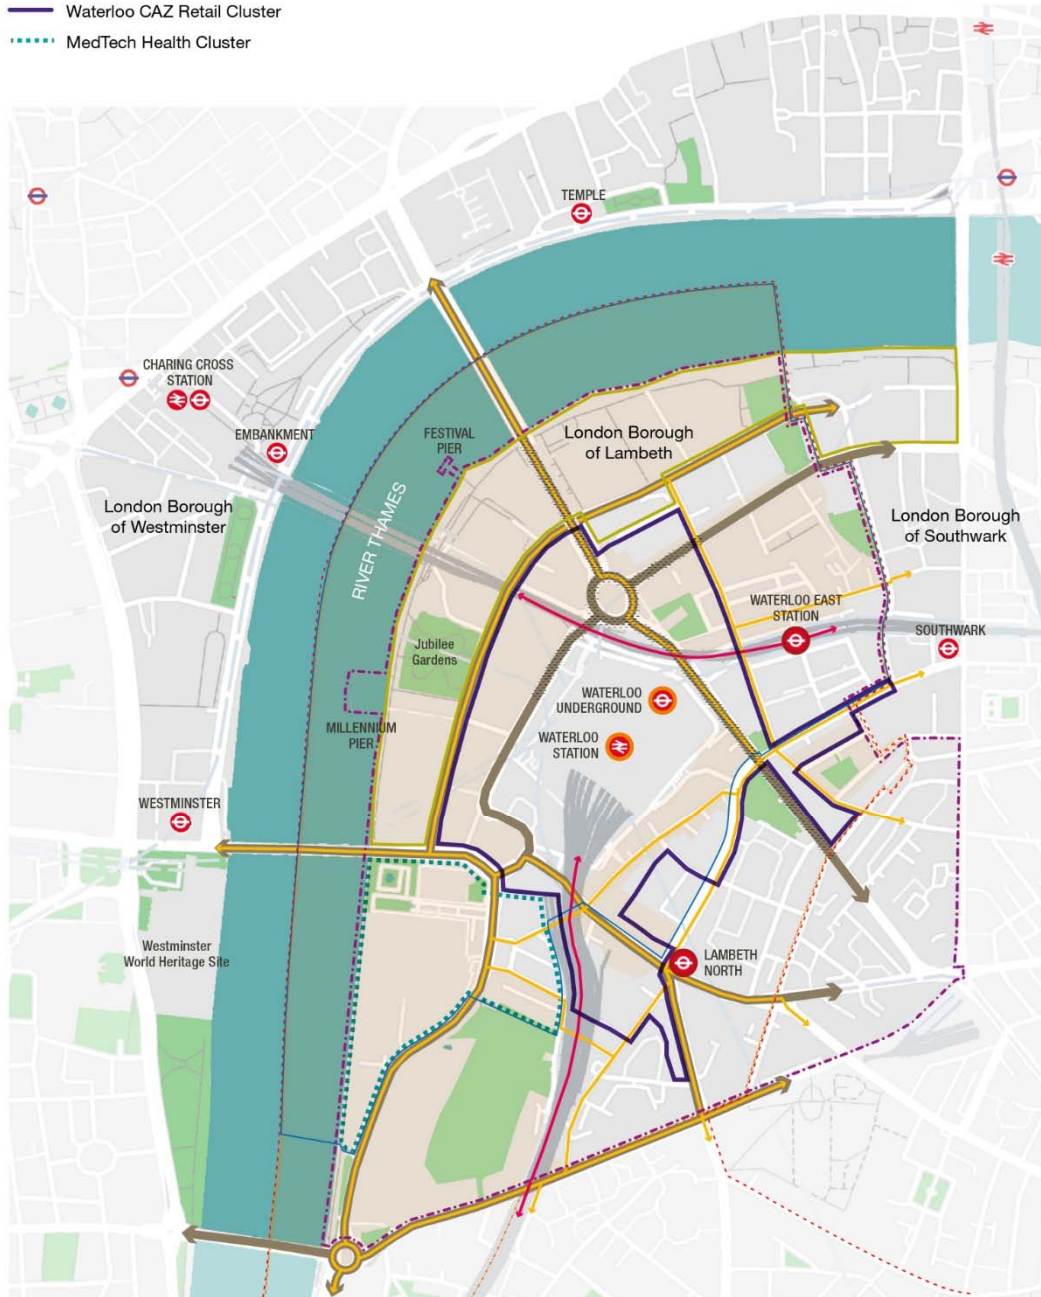 Waterloo CAZ Retail Cluster
MedTech Health Cluster
TEMPLE
CHARING CROSS
STATION
EMBANKMENT
FESTIVAL
PIER
London Borough
of Lambeth
London Borough
of Westminster
RIVER THAMES
London Borough
of Southwark
WATERLOO EAST
STATION
SOUTHWARK
Jubilee
Gardens
WATERLOO
UNDERGROUND
MILLENNIUM
PIER
WATERLOO
STATION
WESTMINSTER
Westminster
World Heritage Site
LAMBETH
NORTH